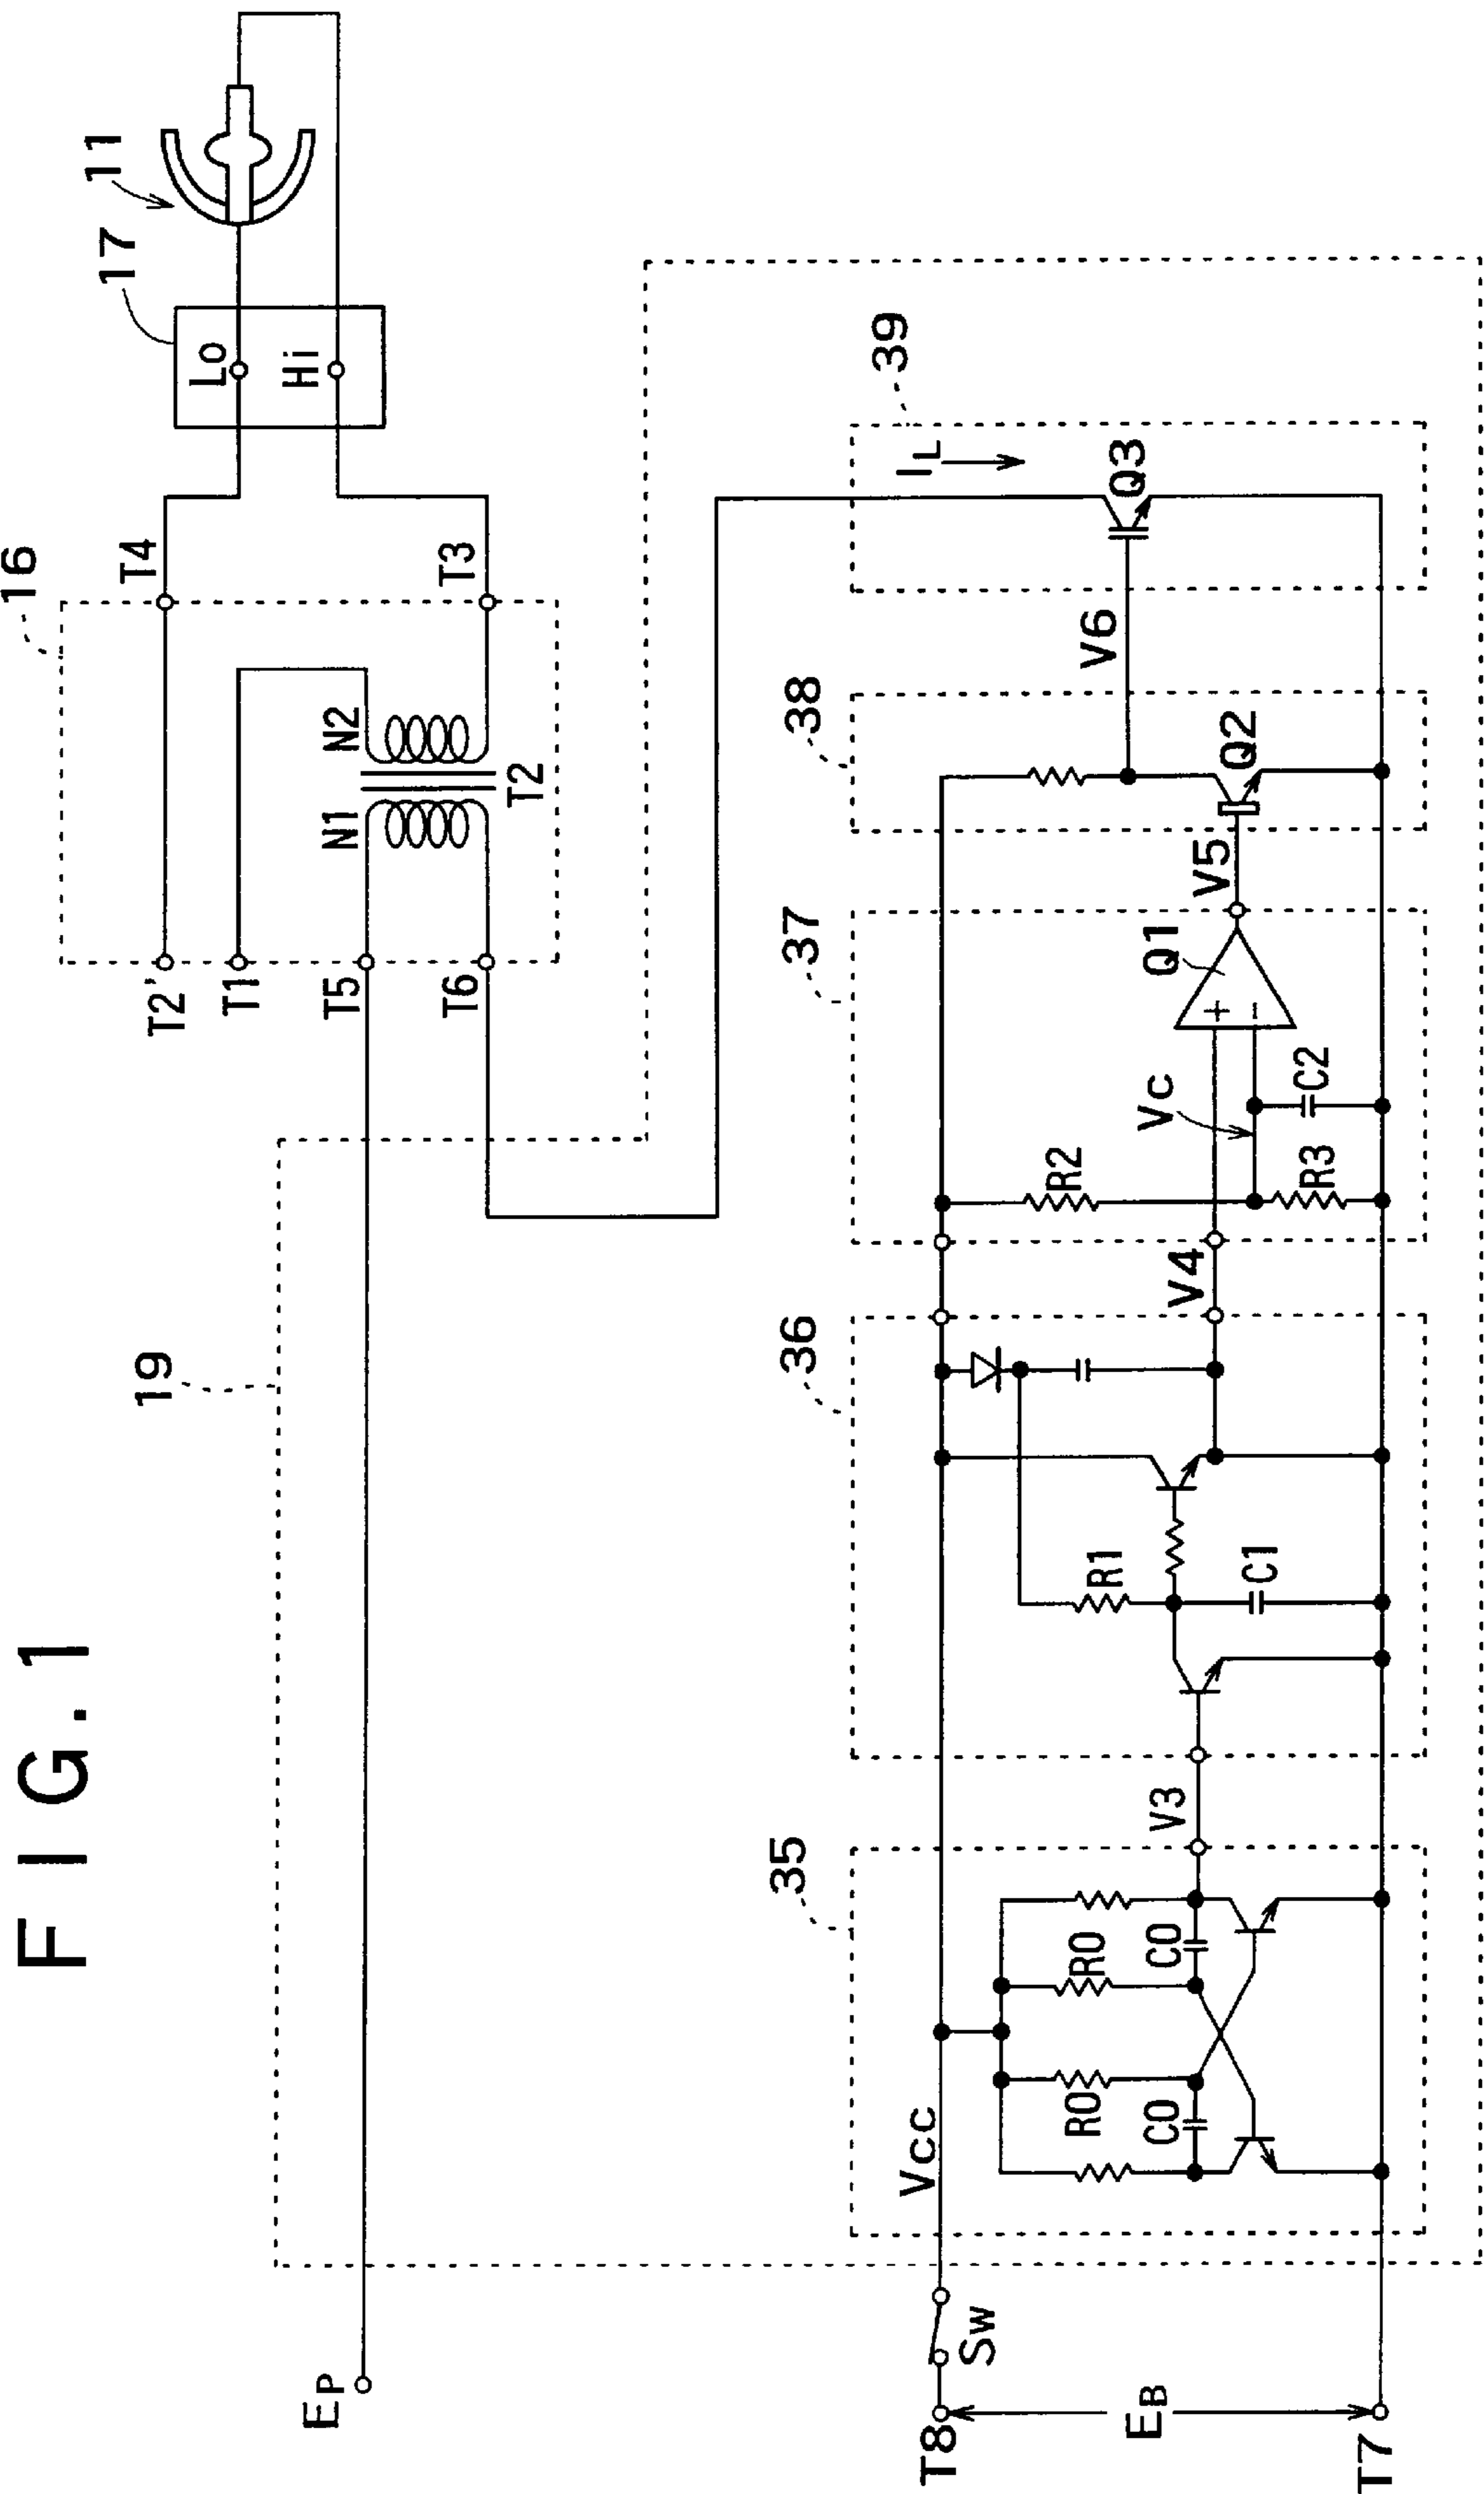 FIG.1
16
17
11
T4
Lo
Hi
T3
N2
N1
T2
T2'
T1
T5
T6
19
EP
39
IL
Q3
V6
38
Q2
V5
37
Q1
+
−
Vc
C2
R2
R3
V4
36
R1
C1
V3
35
R0
C0
R0
C0
Vcc
Sw
T8
EB
T7